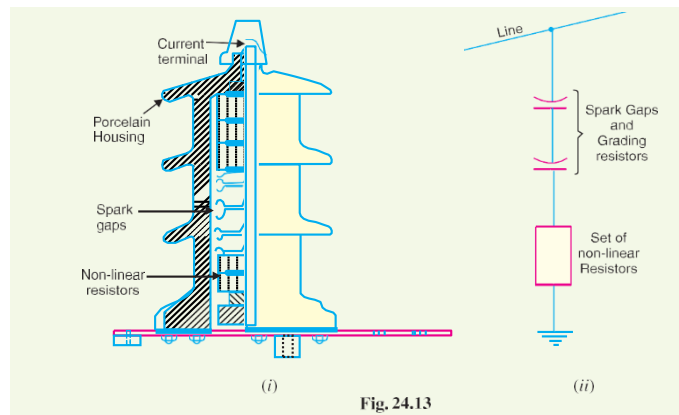 Current
terminal
Porcelain
Housing
Spark
gaps
Non-linear
resistors
(i)
Line
Spark Gaps
and
Grading
resistors
Set of
non-linear
Resistors
(ii)
Fig. 24.13